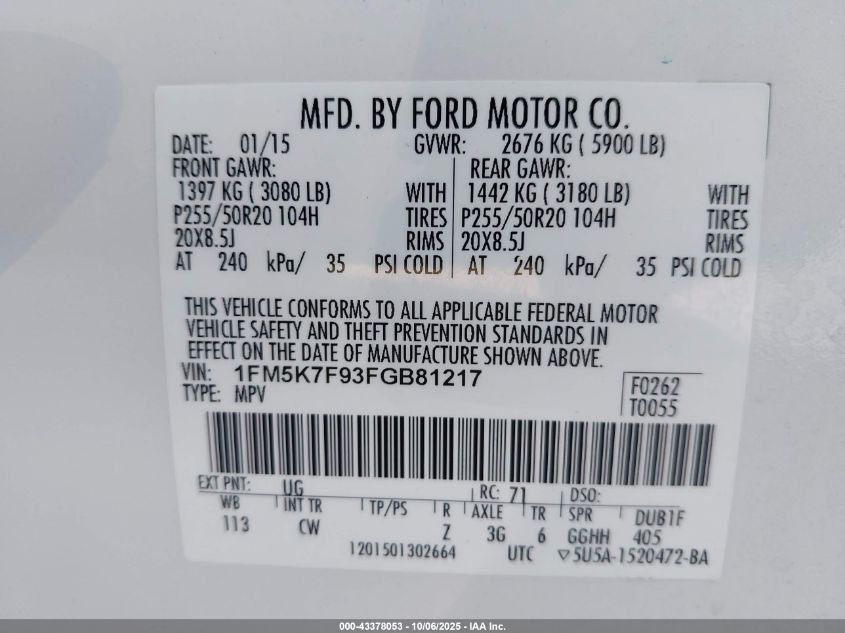 MFD. BY FORD MOTOR CO.
DATE: 01/15 GVWR: 2676 KG ( 5900 LB)
FRONT GAWR: REAR GAWR:
1397 KG ( 3080 LB) WITH 1442 KG ( 3180 LB) WITH
P255/50R20 104H TIRES P255/50R20 104H TIRES
20X8.5J RIMS 20X8.5J RIMS
AT 240 kPa/ 35 PSI COLD AT 240 kPa/ 35 PSI COLD
THIS VEHICLE CONFORMS TO ALL APPLICABLE FEDERAL MOTOR
VEHICLE SAFETY AND THEFT PREVENTION STANDARDS IN
EFFECT ON THE DATE OF MANUFACTURE SHOWN ABOVE.
VIN: 1FM5K7F93FGB81217
TYPE: MPV
F0262
T0055
EXT PNT: UG RC: 71 DSO:
WB INT TR TP/PS R AXLE TR SPR DUB1F
113 CW Z 3G 6 GGHH 405
1201501302664 UTC ▽5U5A-1520472-BA
000-43378053 - 10/06/2025 - IAA Inc.